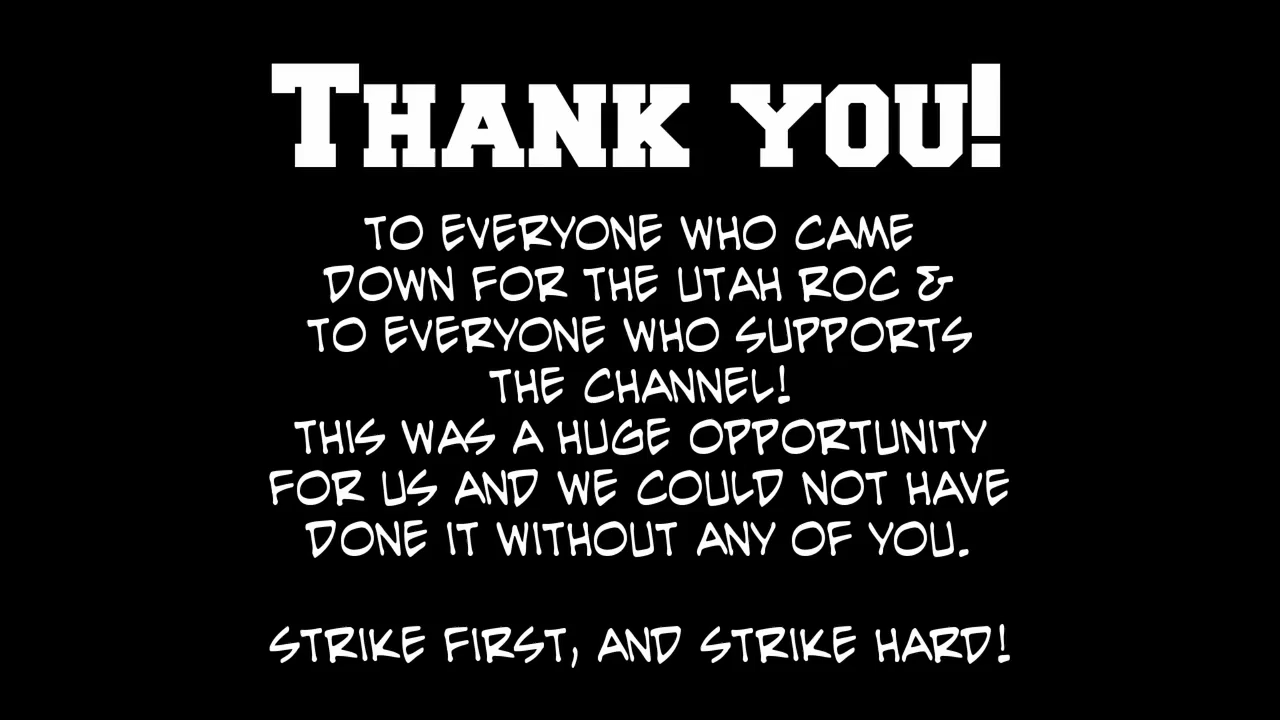 THANK YOU!
TO EVERYONE WHO CAME
DOWN FOR THE UTAH ROC &
TO EVERYONE WHO SUPPORTS
THE CHANNEL!
THIS WAS A HUGE OPPORTUNITY
FOR US AND WE COULD NOT HAVE
DONE IT WITHOUT ANY OF YOU.
STRIKE FIRST, AND STRIKE HARD!